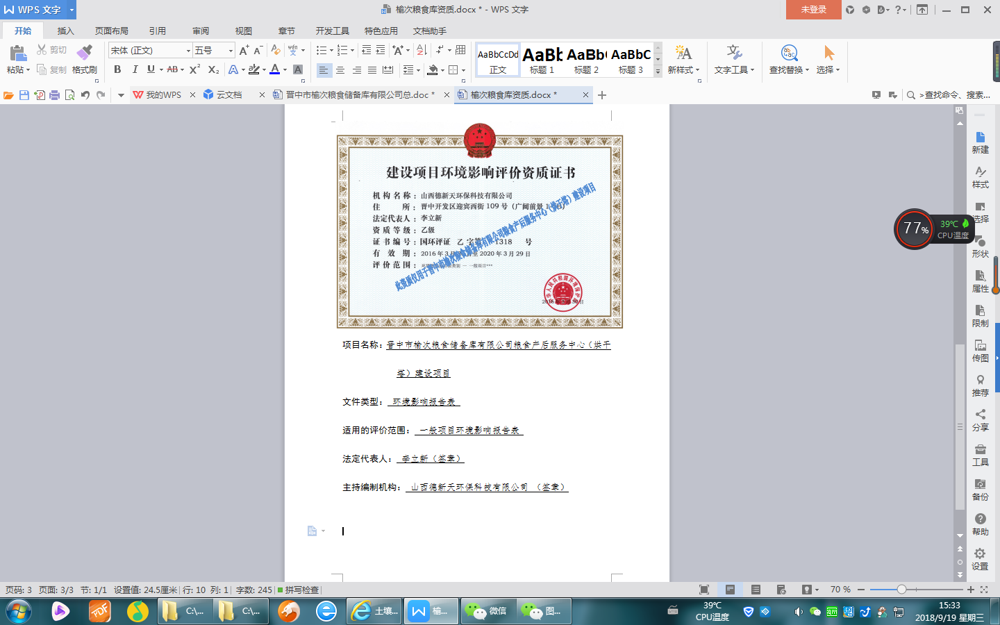 WPS 文字
榆次粮食库资质.docx * - WPS 文字
未登录
开始 插入 页面布局 引用 审阅 视图 章节 开发工具 特色应用 文档助手
粘贴 剪切 复制 格式刷
宋体 (正文) 五号
AaBbCcDd 正文
AaBb 标题 1
AaBb( 标题 2
AaBbC 标题 3
新样式 文字工具 查找替换 选择
我的WPS 云文档 晋中市榆次粮食储备库有限公司总.doc * 榆次粮食库资质.docx * >查找命令、搜索...
建设项目环境影响评价资质证书
机构名称：山西德新天环保科技有限公司
住 所：晋中开发区迎宾西街 109 号（广阔前景
法定代表人：李立新
资质等级：乙级
证书编号：国环评证 乙 字第 1318 号
有 效 期：2016 年 3 月 至 2020 年 3 月 29 日
评价范围：
一般项目***
此资质仅用于晋中市榆次粮食储备库有限公司粮食产后服务中心（烘干塔）建设项目
项目名称：晋中市榆次粮食储备库有限公司粮食产后服务中心（烘干
塔）建设项目
文件类型： 环境影响报告表
适用的评价范围： 一般项目环境影响报告表
法定代表人： 李立新（签章）
主持编制机构： 山西德新天环保科技有限公司 （签章）
新建
样式
选择
形状
属性
限制
传图
推荐
分享
工具
备份
帮助
设置
77%
39℃
CPU温度
页码: 3 页面: 3/3 节: 1/1 设置值: 24.5厘米 行: 10 列: 1 字数: 245 拼写检查 70 %
C:\... C:\... 土壤... 榆... 微信 图...
39℃
CPU温度
15:33
2018/9/19 星期三